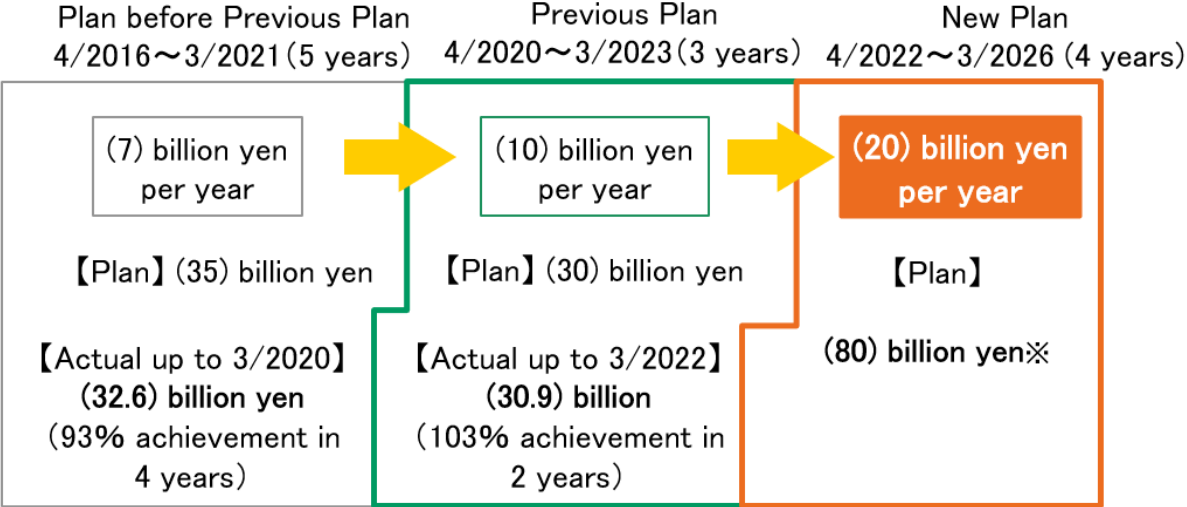 Plan before Previous Plan
4/2016～3/2021(5 years)
(7) billion yen
per year
【Plan】(35) billion yen
【Actual up to 3/2020】
(32.6) billion yen
(93% achievement in
4 years)
Previous Plan
4/2020～3/2023(3 years)
(10) billion yen
per year
【Plan】(30) billion yen
【Actual up to 3/2022】
(30.9) billion
(103% achievement in
2 years)
New Plan
4/2022～3/2026 (4 years)
(20) billion yen
per year
【Plan】
(80) billion yen※